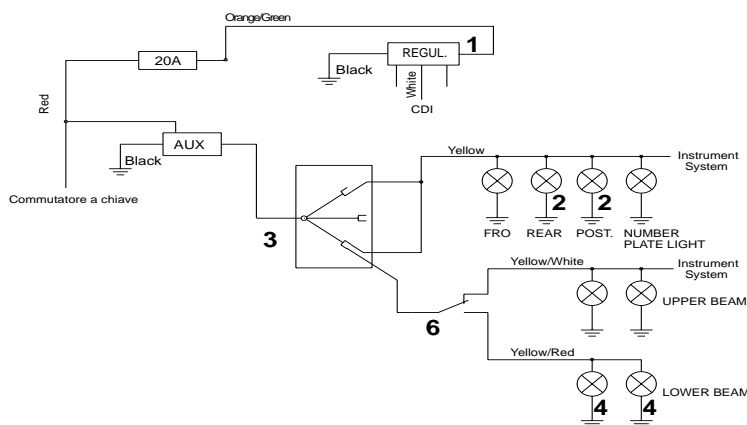 Orange/Green
20A
REGUL.
1
Black
White
CDI
Red
AUX
Black
Commutatore a chiave
3
Yellow
Instrument
System
2
2
FRO
REAR
POST.
NUMBER
PLATE LIGHT
Yellow/White
Instrument
System
UPPER BEAM
6
Yellow/Red
LOWER BEAM
4
4